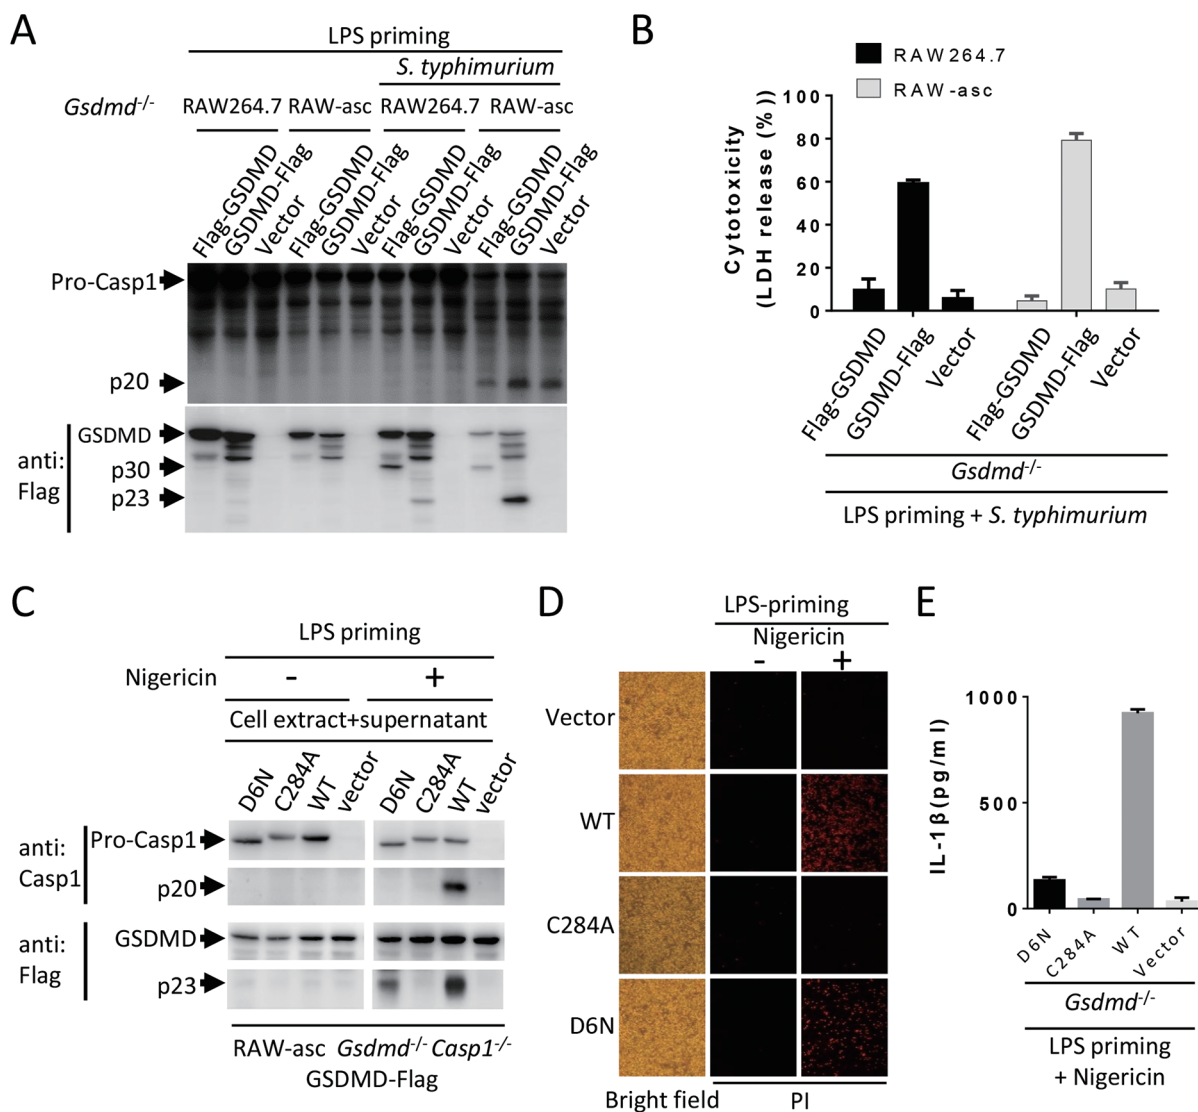 A
LPS priming
S. typhimurium
Gsdmd-/- RAW264.7 RAW-asc RAW264.7 RAW-asc
Flag-GSDMD GSDMD-Flag Vector Flag-GSDMD GSDMD-Flag Vector Flag-GSDMD GSDMD-Flag Vector Flag-GSDMD GSDMD-Flag Vector
Pro-Casp1
p20
anti:
Flag
GSDMD
p30
p23
B
RAW264.7
RAW-asc
Cytotoxicity
(LDH release (%))
100
80
60
40
20
0
Flag-GSDMD GSDMD-Flag Vector Flag-GSDMD GSDMD-Flag Vector
Gsdmd-/-
LPS priming + S. typhimurium
C
LPS priming
Nigericin - +
Cell extract+supernatant
D6N C284A WT vector D6N C284A WT vector
anti:
Casp1
Pro-Casp1
p20
anti:
Flag
GSDMD
p23
RAW-asc Gsdmd-/- Casp1-/-
GSDMD-Flag
D
LPS-priming
Nigericin
- +
Vector
WT
C284A
D6N
Bright field PI
E
IL-1β(pg/ml)
1000
500
0
D6N C284A WT Vector
Gsdmd-/-
LPS priming
+ Nigericin